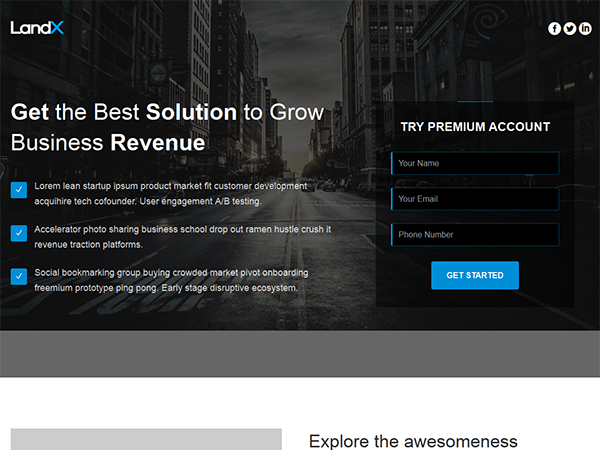 LandX
Get the Best Solution to Grow
Business Revenue
Lorem lean startup ipsum product market fit customer development
acquihire tech cofounder. User engagement A/B testing.
Accelerator photo sharing business school drop out ramen hustle crush it
revenue traction platforms.
Social bookmarking group buying crowded market pivot onboarding
freemium prototype ping pong. Early stage disruptive ecosystem.
TRY PREMIUM ACCOUNT
Your Name
Your Email
Phone Number
GET STARTED
Explore the awesomeness